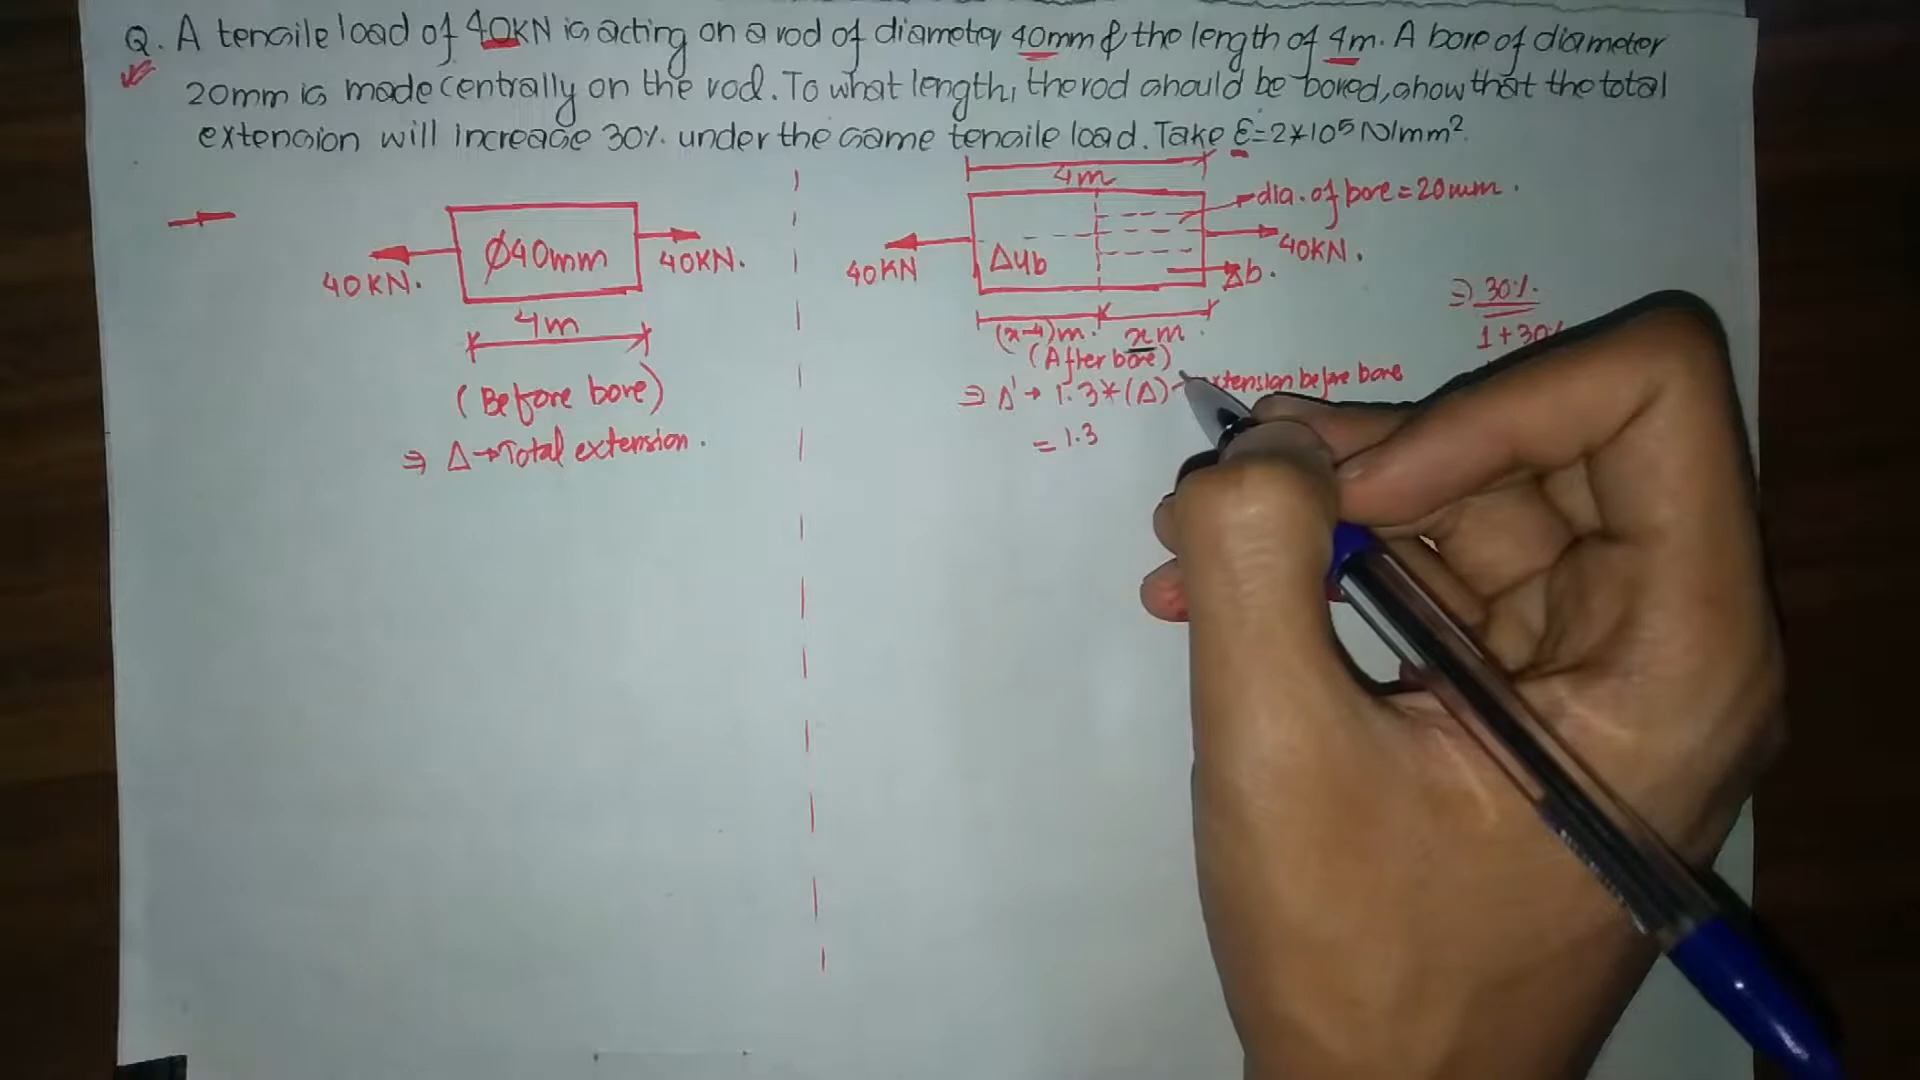 Q. A tensile load of 40KN is acting on a rod of diameter 40mm & the length of 4m. A bore of diameter
20mm is made centrally on the rod. To what length, the rod should be bored, show that the total
extension will increase 30%. under the same tensile load. Take E=2*10⁵ N/mm².
4m
dia. of bore = 20mm.
Ø40mm
40KN.
40KN.
40KN
Δub
40KN.
Δb.
4m
(x-4)m.
xm
⇒ 30%.
1+30%
(Before bore)
(After bore)
⇒ Δ' → 1.3*(Δ) → extension before bore
⇒ Δ→Total extension.
= 1.3